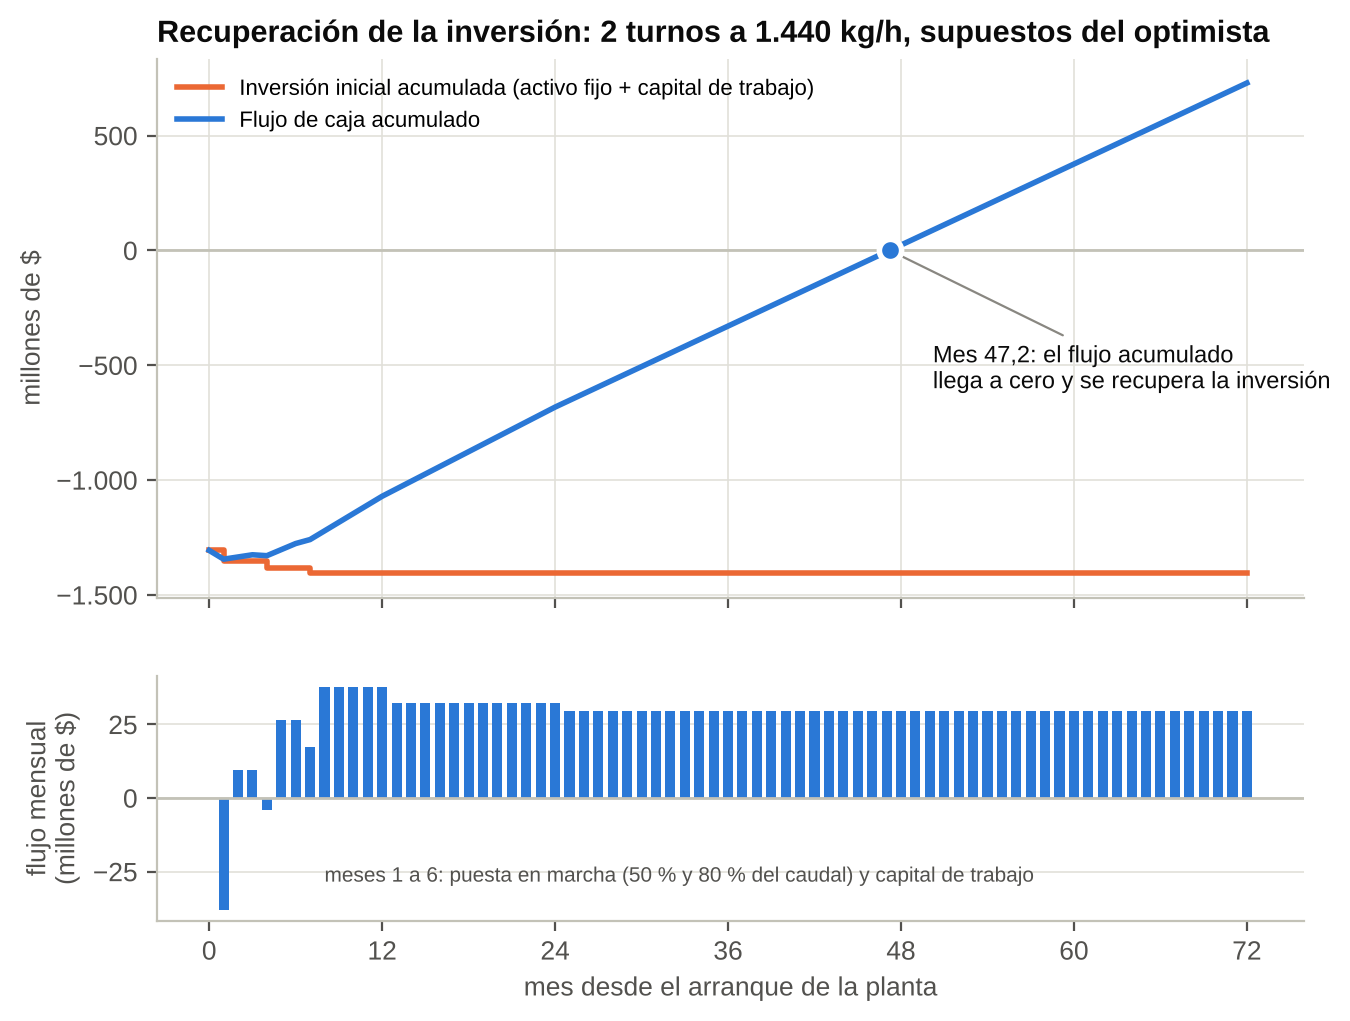 Recuperación de la inversión: 2 turnos a 1.440 kg/h, supuestos del optimista
Inversión inicial acumulada (activo fijo + capital de trabajo)
Flujo de caja acumulado
millones de $
500
0
−500
−1.000
−1.500
Mes 47,2: el flujo acumulado
llega a cero y se recupera la inversión
flujo mensual
(millones de $)
25
0
−25
meses 1 a 6: puesta en marcha (50 % y 80 % del caudal) y capital de trabajo
0 12 24 36 48 60 72
mes desde el arranque de la planta